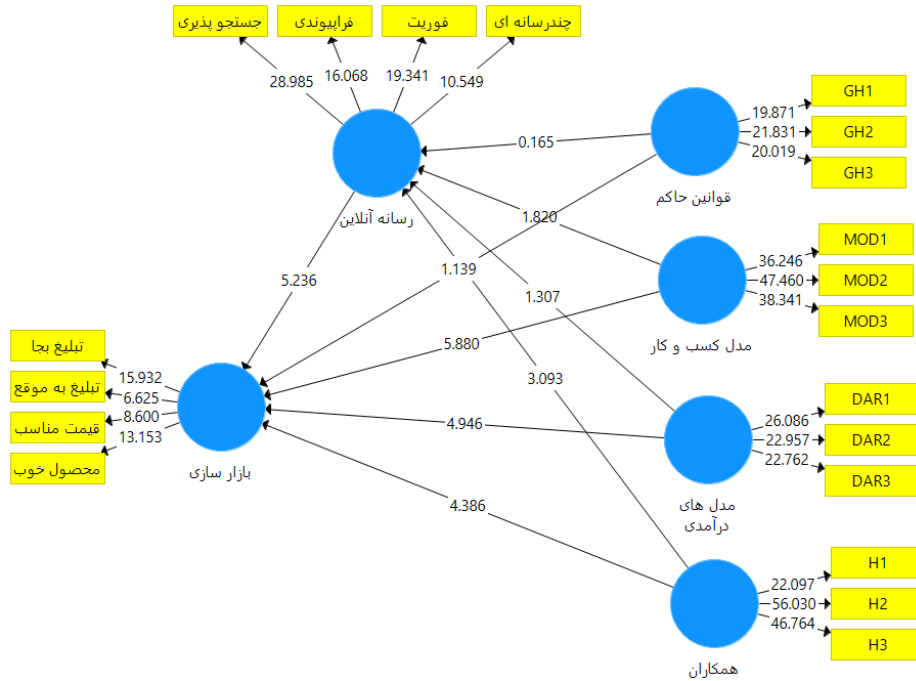 جستجو پذیری
فراپیوندی
فوریت
چندرسانه ای
28.985
16.068
19.341
10.549
GH1
19.871
GH2
21.831
GH3
20.019
0.165
قوانین حاکم
رسانه آنلاین
1.820
MOD1
36.246
MOD2
47.460
MOD3
38.341
5.236
1.139
1.307
مدل کسب و کار
5.880
3.093
تبلیغ بجا
15.932
تبلیغ به موقع
6.625
قیمت مناسب
8.600
محصول خوب
13.153
بازار سازی
DAR1
26.086
DAR2
22.957
DAR3
22.762
4.946
مدل های
درآمدی
4.386
H1
22.097
H2
56.030
H3
46.764
همکاران